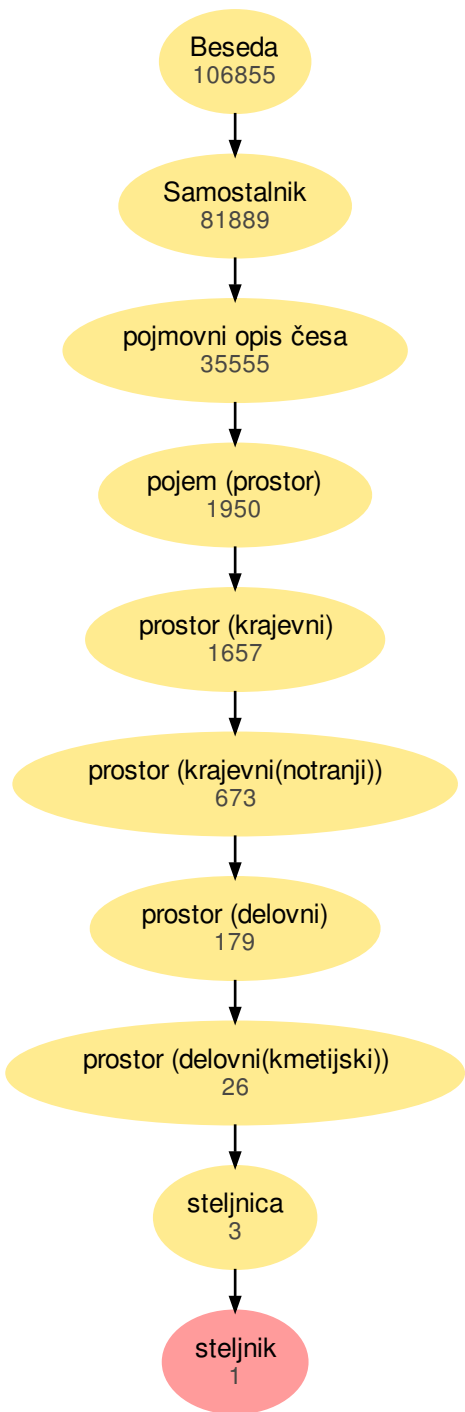 Beseda
106855
Samostalnik
81889
pojmovni opis česa
35555
pojem (prostor)
1950
prostor (krajevni)
1657
prostor (krajevni(notranji))
673
prostor (delovni)
179
prostor (delovni(kmetijski))
26
steljnica
3
steljnik
1